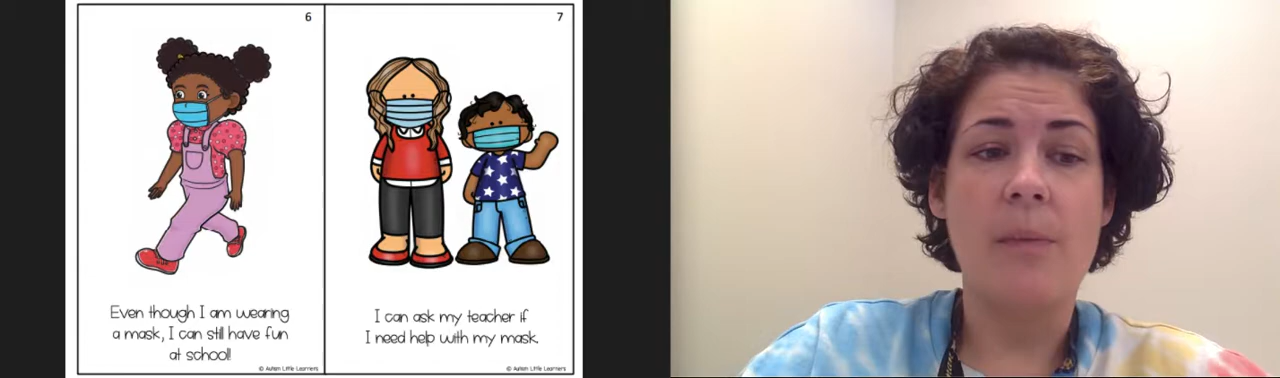 6
Even though I am wearing
a mask, I can still have fun
at school!
© Autism Little Learners
7
I can ask my teacher if
I need help with my mask.
© Autism Little Learners